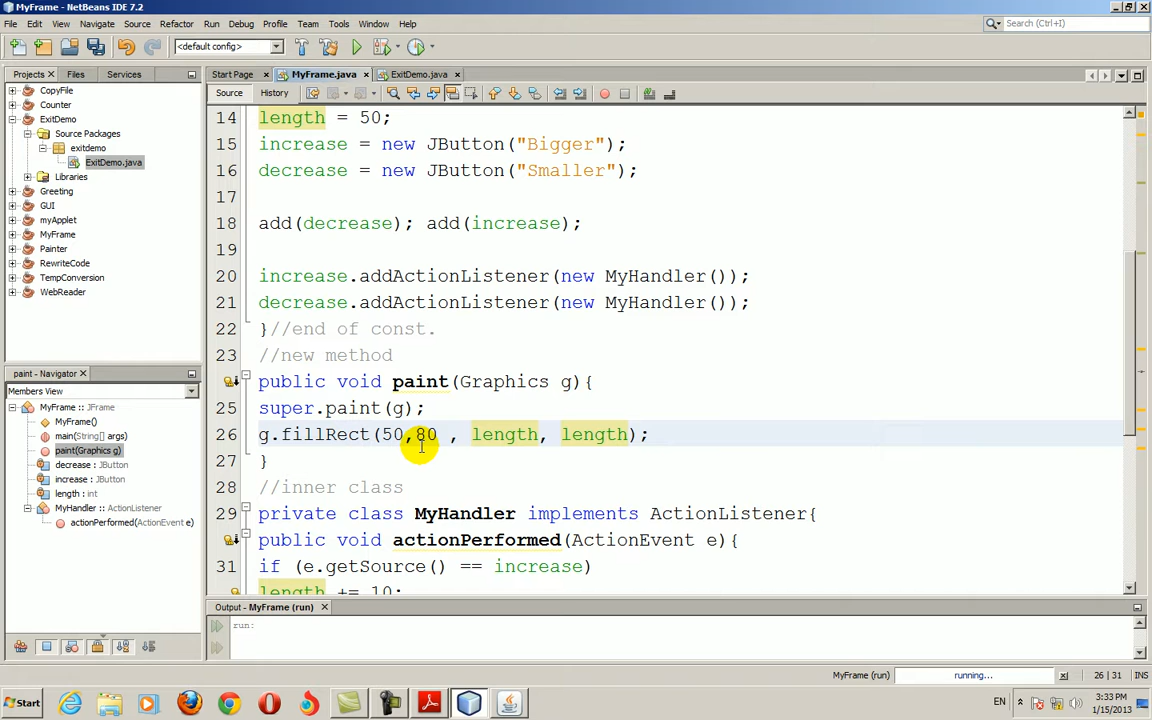 MyFrame - NetBeans IDE 7.2
File Edit View Navigate Source Refactor Run Debug Profile Team Tools Window Help
<default config>
Search (Ctrl+I)
Projects Files Services
Start Page MyFrame.java ExitDemo.java
Source History
CopyFile
Counter
ExitDemo
Source Packages
exitdemo
ExitDemo.java
Libraries
Greeting
GUI
myApplet
MyFrame
Painter
RewriteCode
TempConversion
WebReader
14 length = 50;
15 increase = new JButton("Bigger");
16 decrease = new JButton("Smaller");
17
18 add(decrease); add(increase);
19
20 increase.addActionListener(new MyHandler());
21 decrease.addActionListener(new MyHandler());
22 }//end of const.
23 //new method
public void paint(Graphics g){
25 super.paint(g);
26 g.fillRect(50,80 , length, length);
27 }
28 //inner class
29 private class MyHandler implements ActionListener{
public void actionPerformed(ActionEvent e){
31 if (e.getSource() == increase)
length += 10;
paint - Navigator
Members View
MyFrame :: JFrame
MyFrame()
main(String[] args)
paint(Graphics g)
decrease : JButton
increase : JButton
length : int
MyHandler :: ActionListener
actionPerformed(ActionEvent e)
Output - MyFrame (run)
run:
MyFrame (run) running... 26 | 31 INS
Start
EN
3:33 PM
1/15/2013